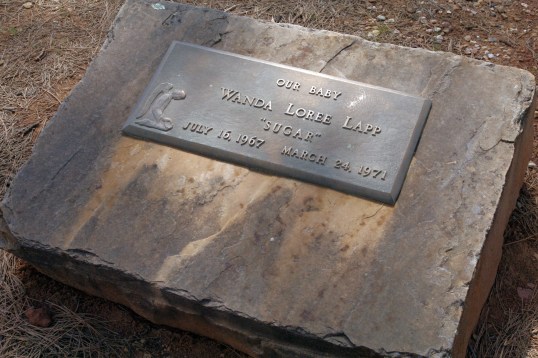 OUR BABY
WANDA LOREE LAPP
"SUGAR"
JULY 16, 1967 MARCH 24, 1971